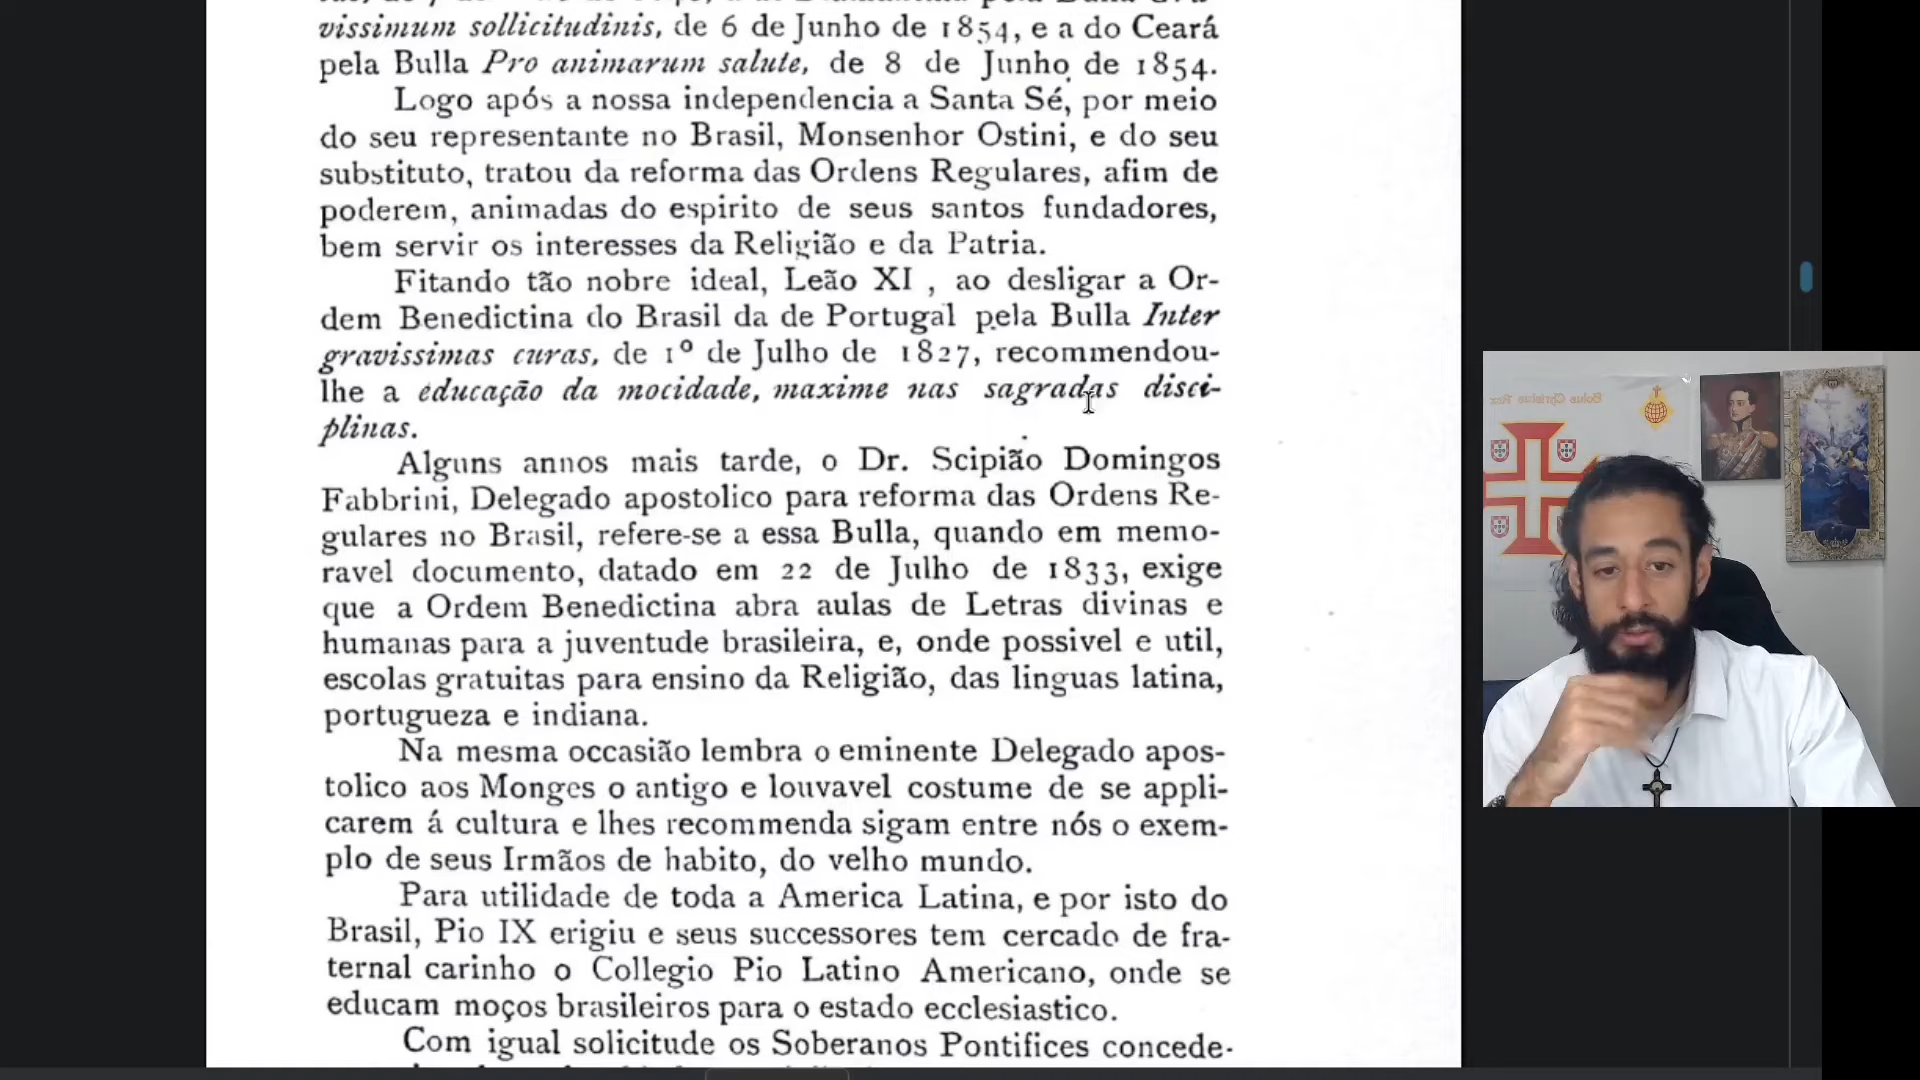 vissimum sollicitudinis, de 6 de Junho de 1854, e a do Ceará
pela Bulla Pro animarum salute, de 8 de Junho de 1854.
Logo após a nossa independencia a Santa Sé, por meio
do seu representante no Brasil, Monsenhor Ostini, e do seu
substituto, tratou da reforma das Ordens Regulares, afim de
poderem, animadas do espirito de seus santos fundadores,
bem servir os interesses da Religião e da Patria.
Fitando tão nobre ideal, Leão XI , ao desligar a Or-
dem Benedictina do Brasil da de Portugal pela Bulla Inter
gravissimas curas, de 1º de Julho de 1827, recommendou-
lhe a educação da mocidade, maxime nas sagradas disci-
plinas.
Alguns annos mais tarde, o Dr. Scipião Domingos
Fabbrini, Delegado apostolico para reforma das Ordens Re-
gulares no Brasil, refere-se a essa Bulla, quando em memo-
ravel documento, datado em 22 de Julho de 1833, exige
que a Ordem Benedictina abra aulas de Letras divinas e
humanas para a juventude brasileira, e, onde possivel e util,
escolas gratuitas para ensino da Religião, das linguas latina,
portugueza e indiana.
Na mesma occasião lembra o eminente Delegado apos-
tolico aos Monges o antigo e louvavel costume de se appli-
carem á cultura e lhes recommenda sigam entre nós o exem-
plo de seus Irmãos de habito, do velho mundo.
Para utilidade de toda a America Latina, e por isto do
Brasil, Pio IX erigiu e seus successores tem cercado de fra-
ternal carinho o Collegio Pio Latino Americano, onde se
educam moços brasileiros para o estado ecclesiastico.
Com igual solicitude os Soberanos Pontifices concede-